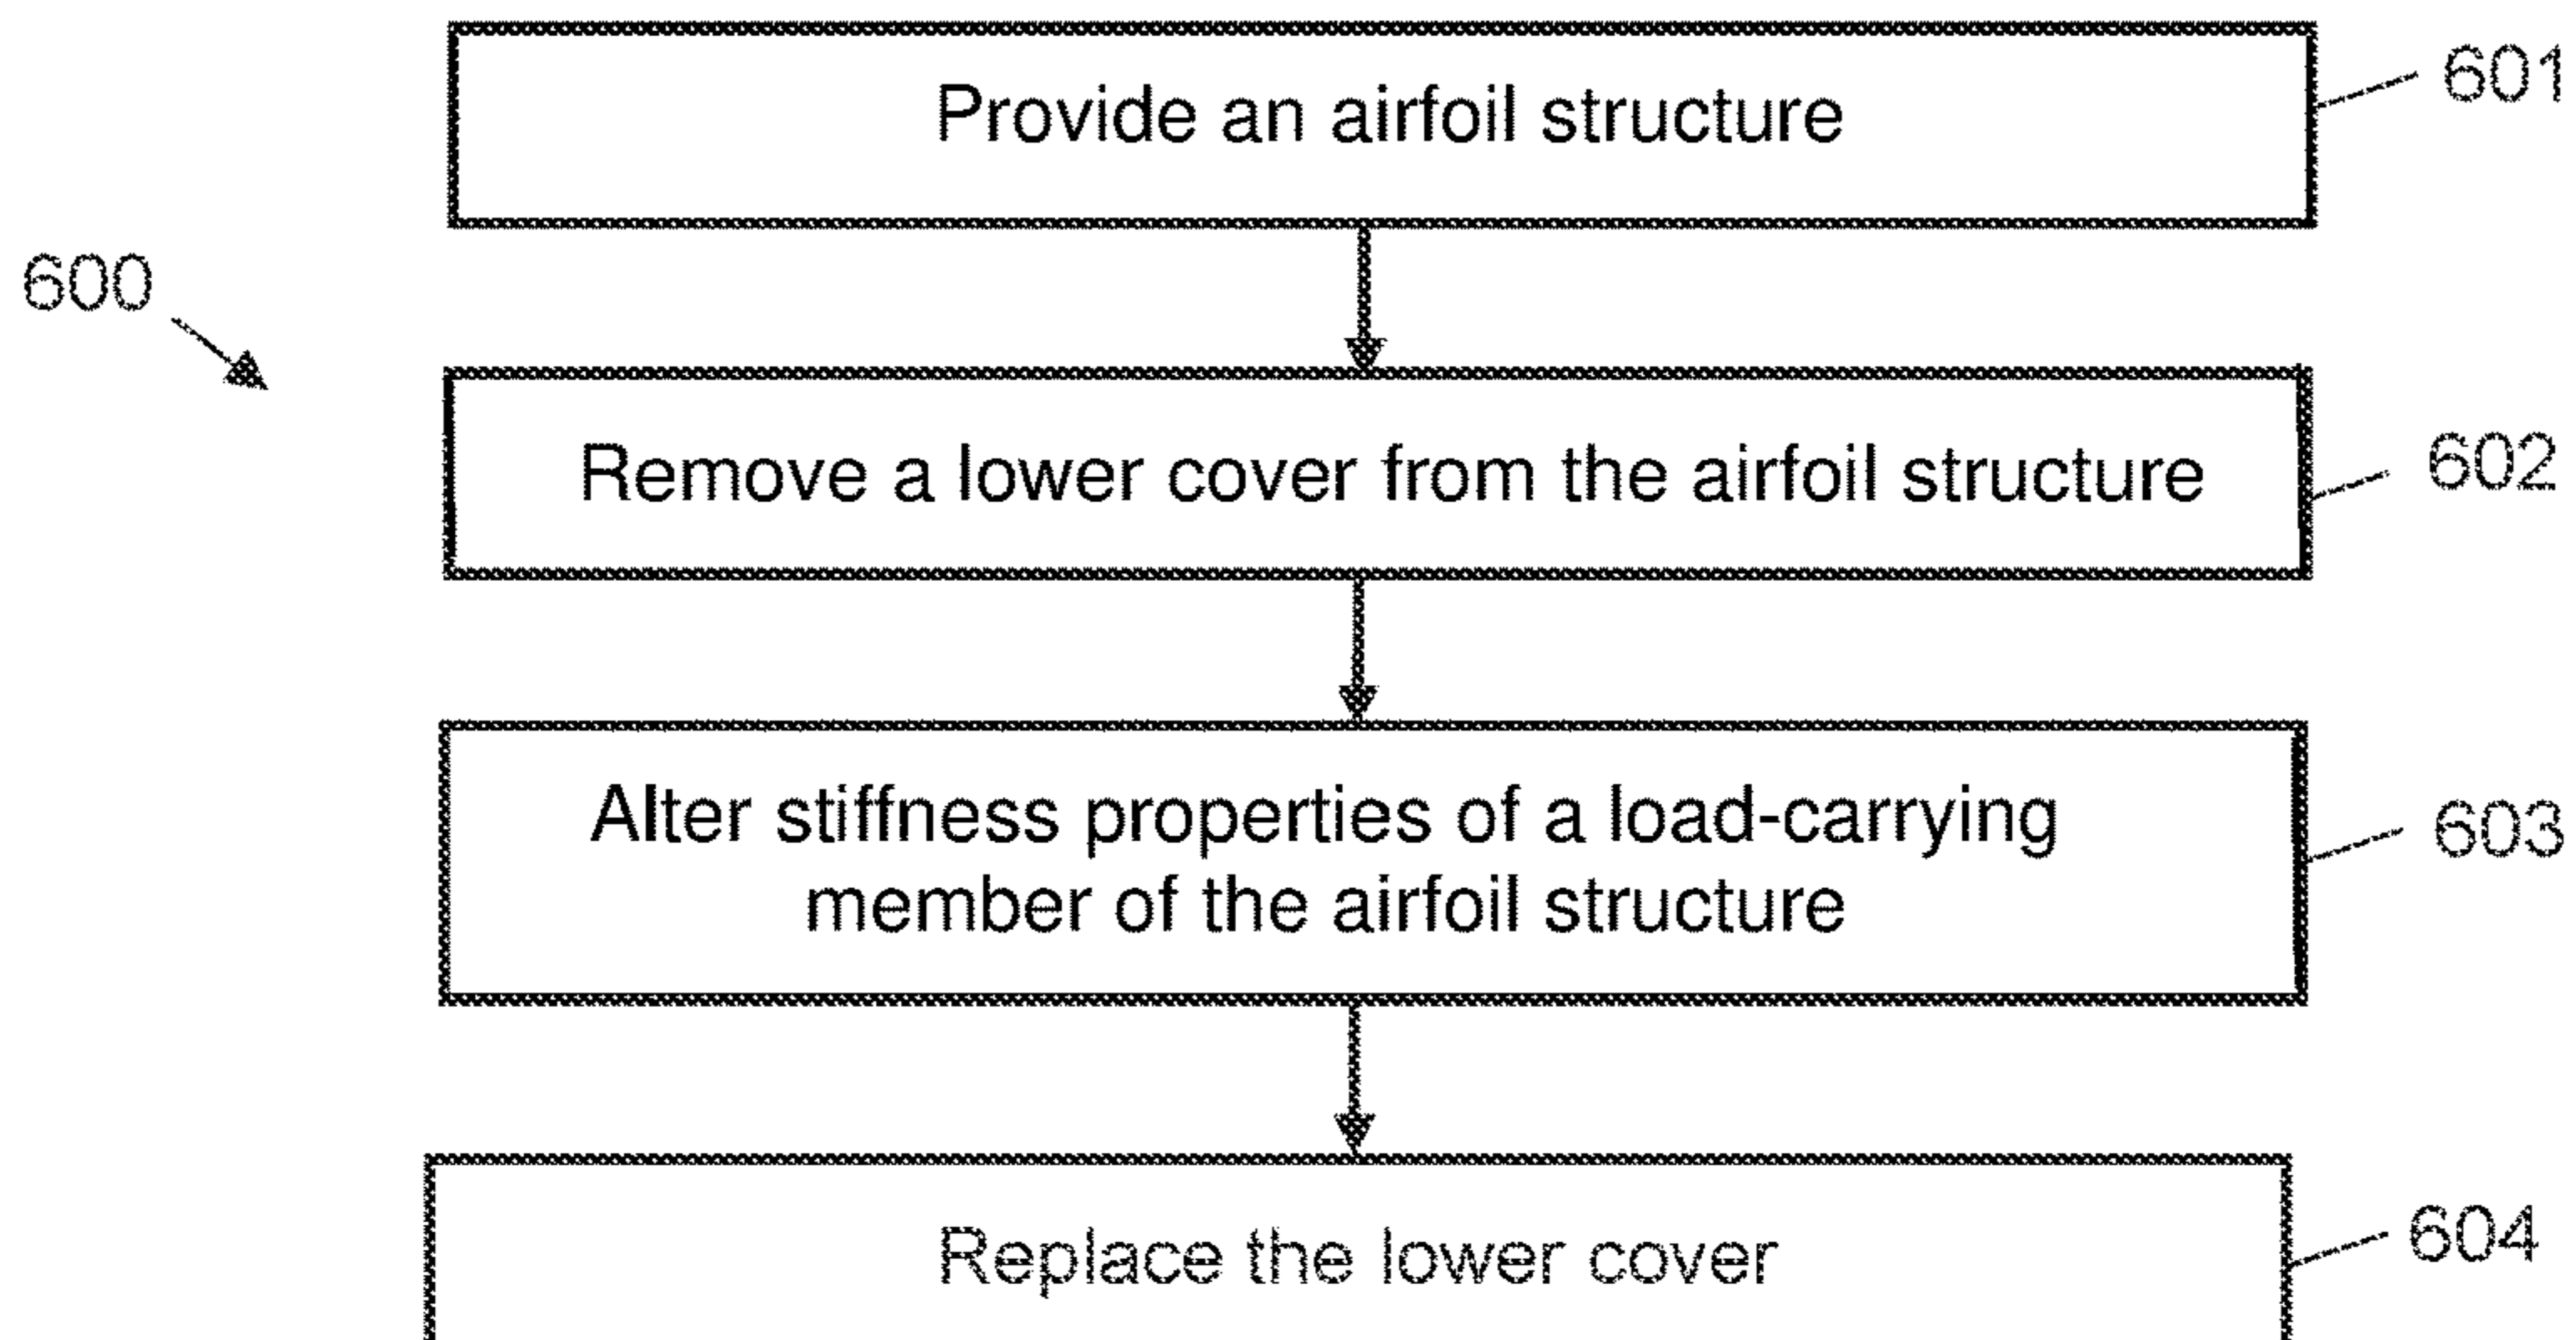 Provide an airfoil structure
601
600
Remove a lower cover from the airfoil structure
602
Alter stiffness properties of a load-carrying
member of the airfoil structure
603
Replace the lower cover
604